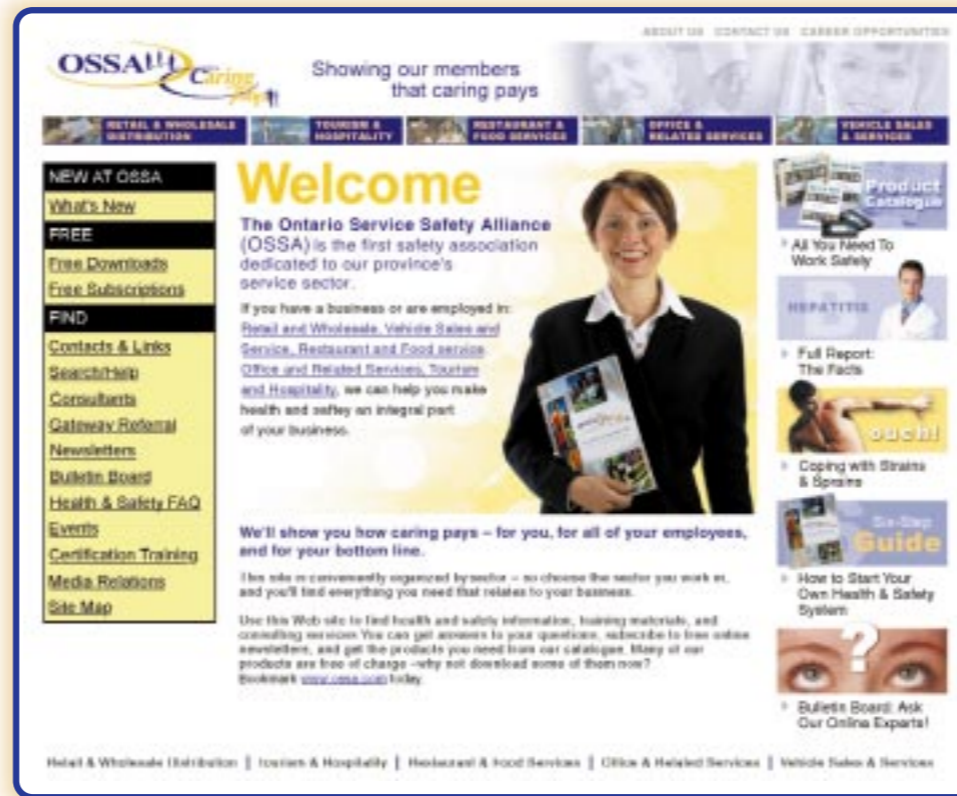 ABOUT US CONTACT US CAREER OPPORTUNITIES
OSSA Caring pays
Showing our members
that caring pays
RETAIL & WHOLESALE
DISTRIBUTION
TOURISM &
HOSPITALITY
RESTAURANT &
FOOD SERVICES
OFFICE &
RELATED SERVICES
VEHICLE SALES
& SERVICES
NEW AT OSSA
What's New
FREE
Free Downloads
Free Subscriptions
FIND
Contacts & Links
Search/Help
Consultants
Gateway Referral
Newsletters
Bulletin Board
Health & Safety FAQ
Events
Certification Training
Media Relations
Site Map
Welcome
The Ontario Service Safety Alliance
(OSSA) is the first safety association
dedicated to our province's
service sector.
If you have a business or are employed in:
Retail and Wholesale, Vehicle Sales and
Service, Restaurant and Food service
Office and Related Services, Tourism
and Hospitality, we can help you make
health and saftey an integral part
of your business.
We'll show you how caring pays – for you, for all of your employees,
and for your bottom line.
This site is conveniently organized by sector – so choose the sector you work in,
and you'll find everything you need that relates to your business.
Use this Web site to find health and safety information, training materials, and
consulting services You can get answers to your questions, subscribe to free online
newsletters, and get the products you need from our catalogue. Many of our
products are free of charge –why not download some of them now?
Bookmark www.ossa.com today.
Product
Catalogue
All You Need To
Work Safely
HEPATITIS
B
Full Report:
The Facts
ouch!
Coping with Strains
& Sprains
Six-Step
Guide
How to Start Your
Own Health & Safety
System
?
Bulletin Board: Ask
Our Online Experts!
Retail & Wholesale Distribution | Tourism & Hospitality | Restaurant & Food Services | Office & Related Services | Vehicle Sales & Services